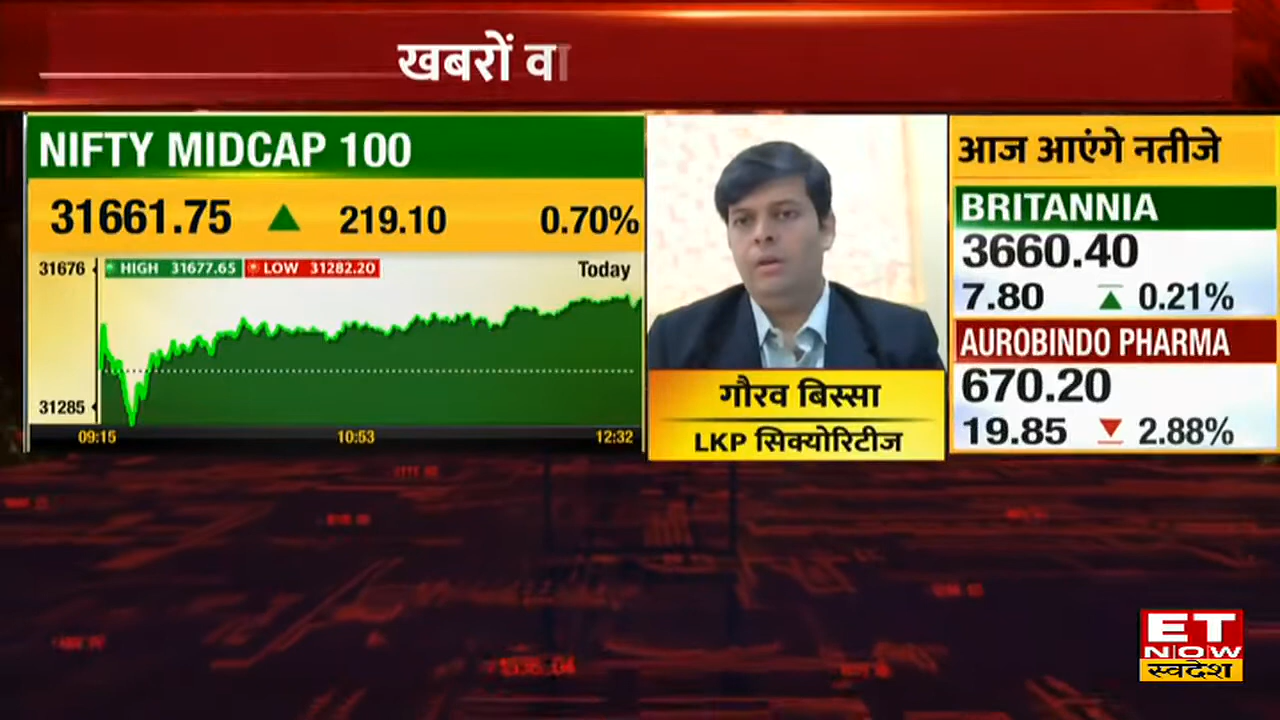 खबरों वा
NIFTY MIDCAP 100
31661.75 ▲ 219.10 0.70%
31676 HIGH 31677.65 LOW 31282.20 Today
31285
09:15 10:53 12:32
गौरव बिस्सा
LKP सिक्योरिटीज
आज आएंगे नतीजे
BRITANNIA
3660.40
7.80 ▲ 0.21%
AUROBINDO PHARMA
670.20
19.85 ▼ 2.88%
ET
NOW
स्वदेश